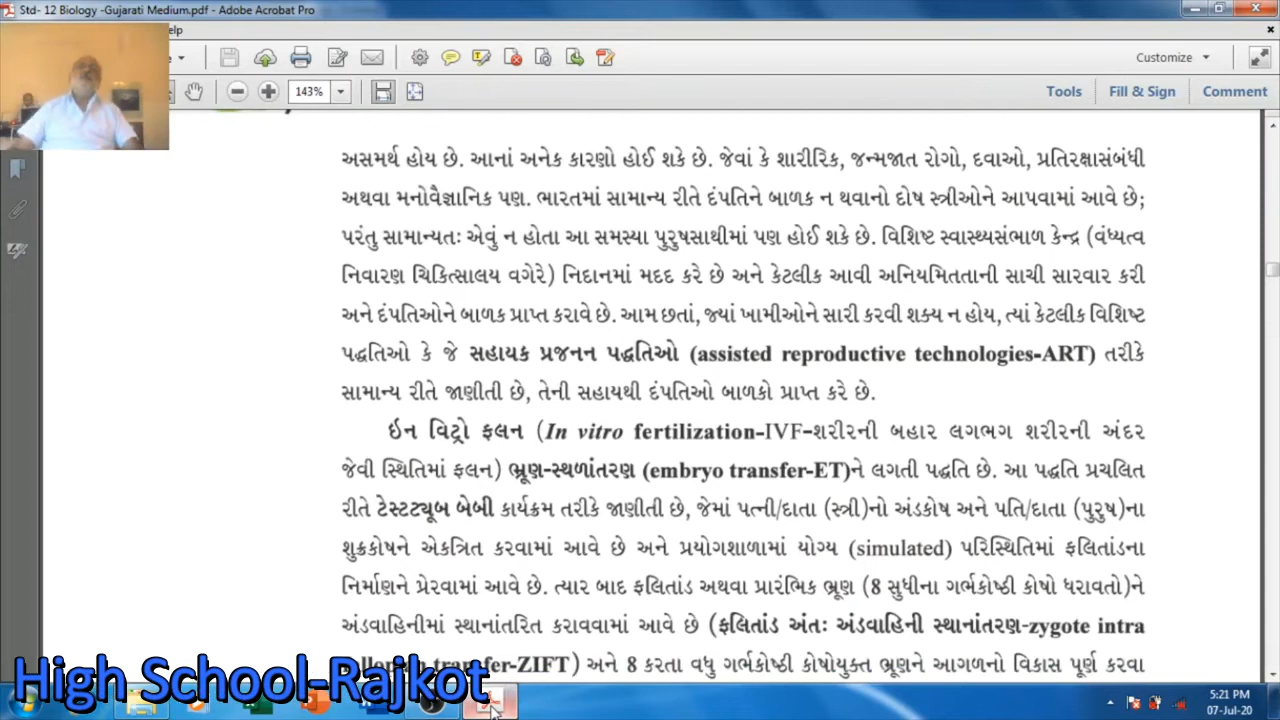 Std- 12 Biology -Gujarati Medium.pdf - Adobe Acrobat Pro
elp
Customize
143%
Tools Fill & Sign Comment
અસમર્થ હોય છે. આનાં અનેક કારણો હોઈ શકે છે. જેવાં કે શારીરિક, જન્મજાત રોગો, દવાઓ, પ્રતિરક્ષાસંબંધી
અથવા મનોવૈજ્ઞાનિક પણ. ભારતમાં સામાન્ય રીતે દંપતિને બાળક ન થવાનો દોષ સ્ત્રીઓને આપવામાં આવે છે;
પરંતુ સામાન્યતઃ એવું ન હોતા આ સમસ્યા પુરુષસાથીમાં પણ હોઈ શકે છે. વિશિષ્ટ સ્વાસ્થ્યસંભાળ કેન્દ્ર (વંધ્યત્વ
નિવારણ ચિકિત્સાલય વગેરે) નિદાનમાં મદદ કરે છે અને કેટલીક આવી અનિયમિતતાની સાચી સારવાર કરી
અને દંપતિઓને બાળક પ્રાપ્ત કરાવે છે. આમ છતાં, જ્યાં ખામીઓને સારી કરવી શક્ય ન હોય, ત્યાં કેટલીક વિશિષ્ટ
પદ્ધતિઓ કે જે સહાયક પ્રજનન પદ્ધતિઓ (assisted reproductive technologies-ART) તરીકે
સામાન્ય રીતે જાણીતી છે, તેની સહાયથી દંપતિઓ બાળકો પ્રાપ્ત કરે છે.
ઇન વિટ્રો ફલન (In vitro fertilization-IVF-શરીરની બહાર લગભગ શરીરની અંદર
જેવી સ્થિતિમાં ફલન) ભ્રૂણ-સ્થળાંતરણ (embryo transfer-ET)ને લગતી પદ્ધતિ છે. આ પદ્ધતિ પ્રચલિત
રીતે ટેસ્ટટ્યૂબ બેબી કાર્યક્રમ તરીકે જાણીતી છે, જેમાં પત્ની/દાતા (સ્ત્રી)નો અંડકોષ અને પતિ/દાતા (પુરુષ)ના
શુક્રકોષને એકત્રિત કરવામાં આવે છે અને પ્રયોગશાળામાં યોગ્ય (simulated) પરિસ્થિતિમાં ફલિતાંડના
નિર્માણને પ્રેરવામાં આવે છે. ત્યાર બાદ ફલિતાંડ અથવા પ્રારંભિક ભ્રૂણ (8 સુધીના ગર્ભકોષ્ઠી કોષો ધરાવતો)ને
અંડવાહિનીમાં સ્થાનાંતરિત કરાવવામાં આવે છે (ફલિતાંડ અંતઃ અંડવાહિની સ્થાનાંતરણ-zygote intra
transfer-ZIFT) અને 8 કરતા વધુ ગર્ભકોષ્ઠી કોષોયુક્ત ભ્રૂણને આગળનો વિકાસ પૂર્ણ કરવા
High School-Rajkot
5:21 PM
07-Jul-20